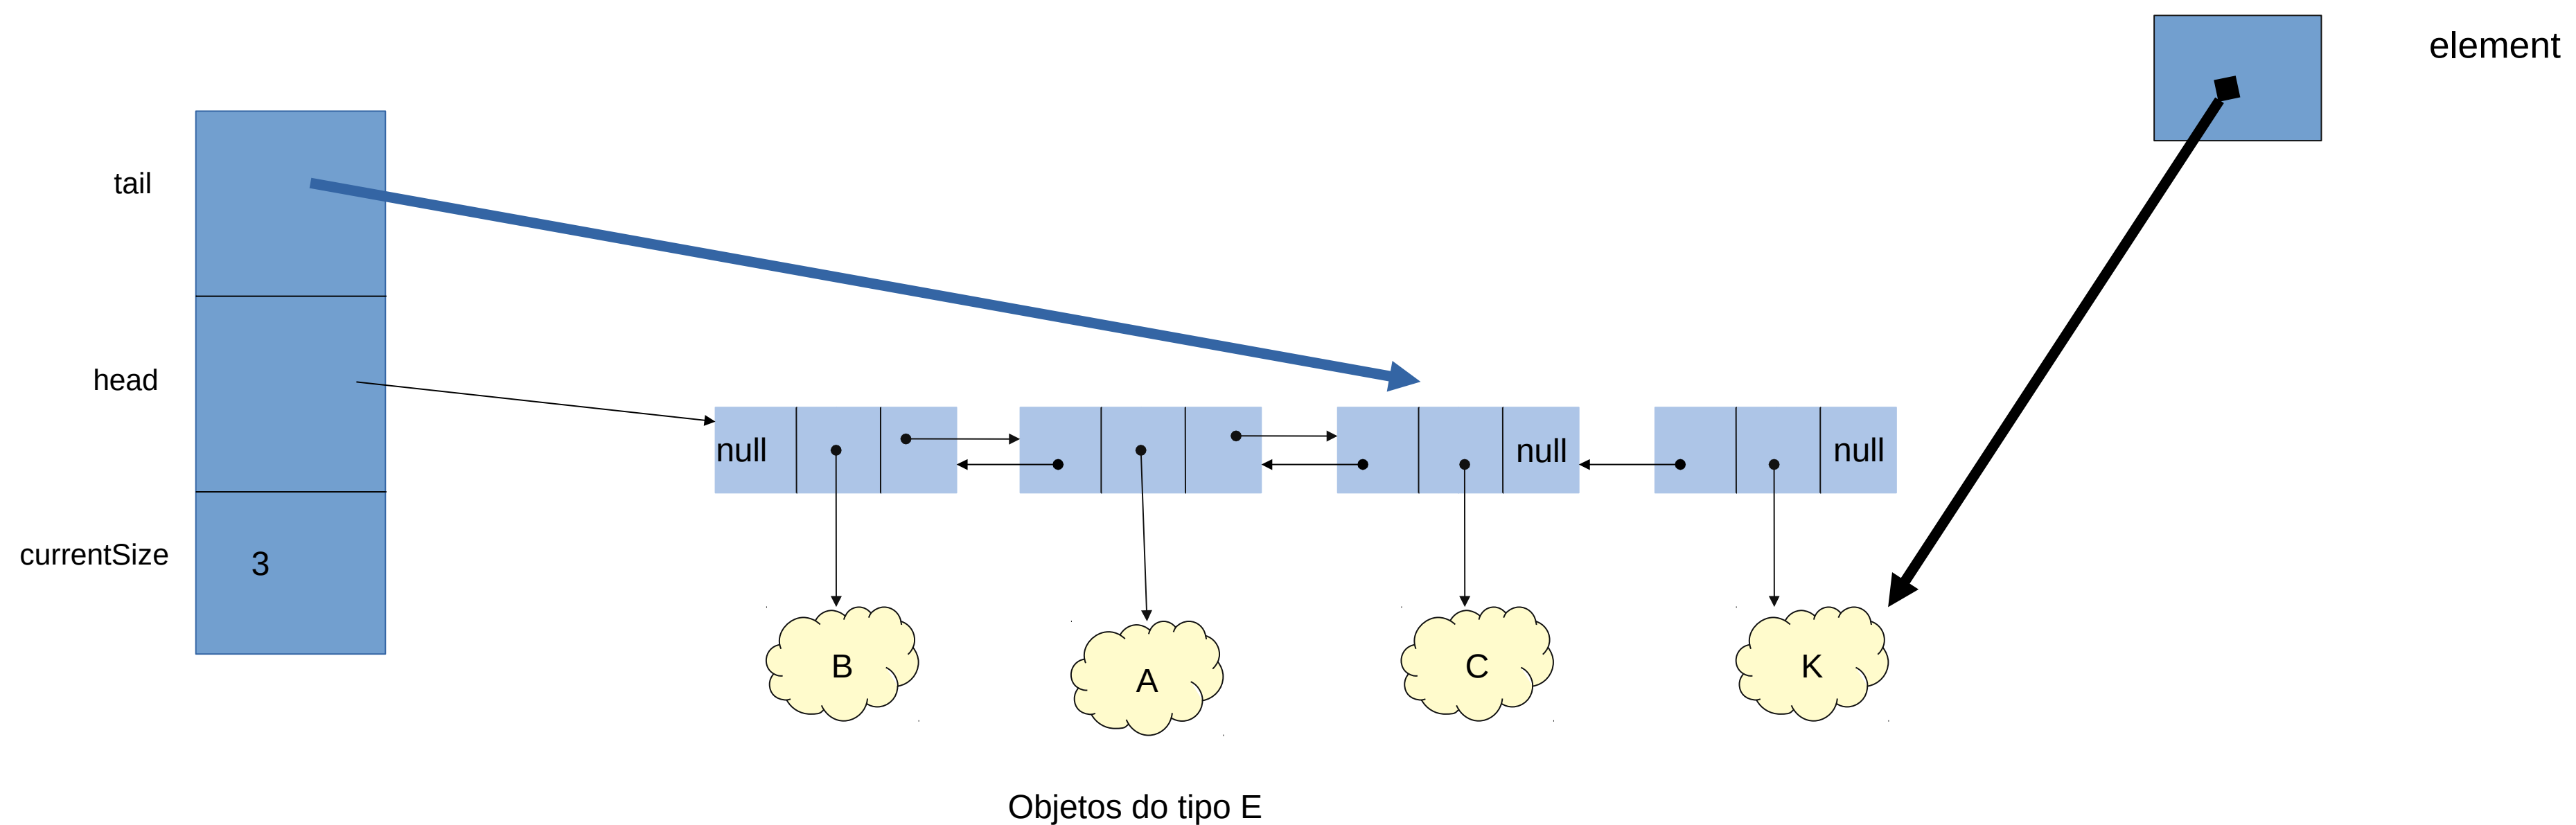 element
tail
head
null
null
null
currentSize
3
B
A
C
K
Objetos do tipo E